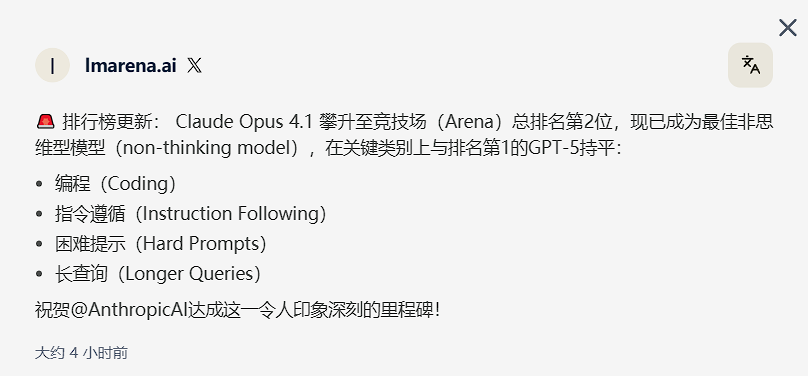 lmarena.ai 𝕏
文A
🚨 排行榜更新： Claude Opus 4.1 攀升至竞技场（Arena）总排名第2位，现已成为最佳非思
维型模型（non-thinking model），在关键类别上与排名第1的GPT-5持平：
• 编程（Coding）
• 指令遵循（Instruction Following）
• 困难提示（Hard Prompts）
• 长查询（Longer Queries）
祝贺@AnthropicAI达成这一令人印象深刻的里程碑！
大约 4 小时前